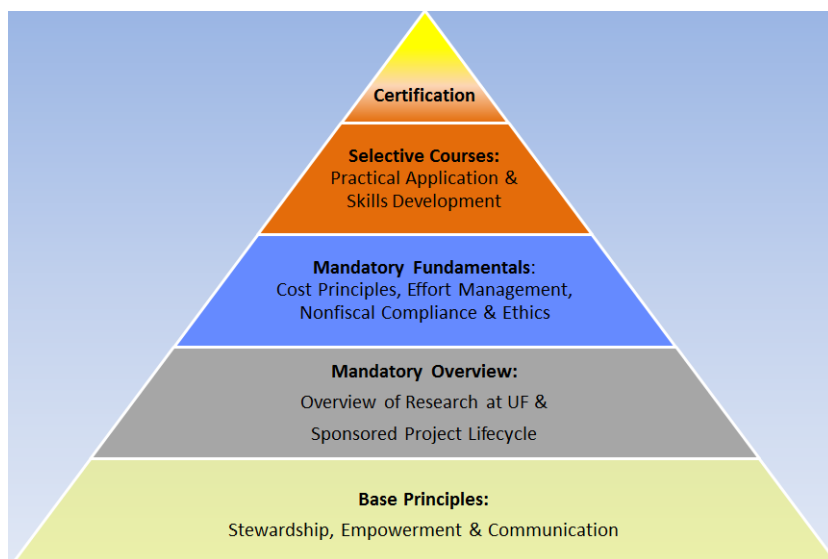 Certification
Selective Courses:
Practical Application &
Skills Development
Mandatory Fundamentals:
Cost Principles, Effort Management,
Nonfiscal Compliance & Ethics
Mandatory Overview:
Overview of Research at UF &
Sponsored Project Lifecycle
Base Principles:
Stewardship, Empowerment & Communication